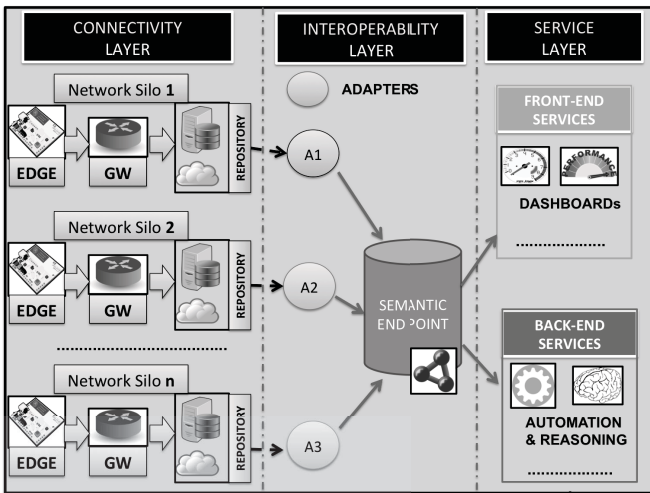 CONNECTIVITY
LAYER
Network Silo 1
EDGE
GW
REPOSITORY
Network Silo 2
EDGE
GW
REPOSITORY
................................
Network Silo n
EDGE
GW
REPOSITORY
INTEROPERABILITY
LAYER
ADAPTERS
A1
A2
A3
SEMANTIC
END POINT
SERVICE
LAYER
FRONT-END
SERVICES
PERFORMANCE
DASHBOARDs
....................
BACK-END
SERVICES
AUTOMATION
& REASONING
..................